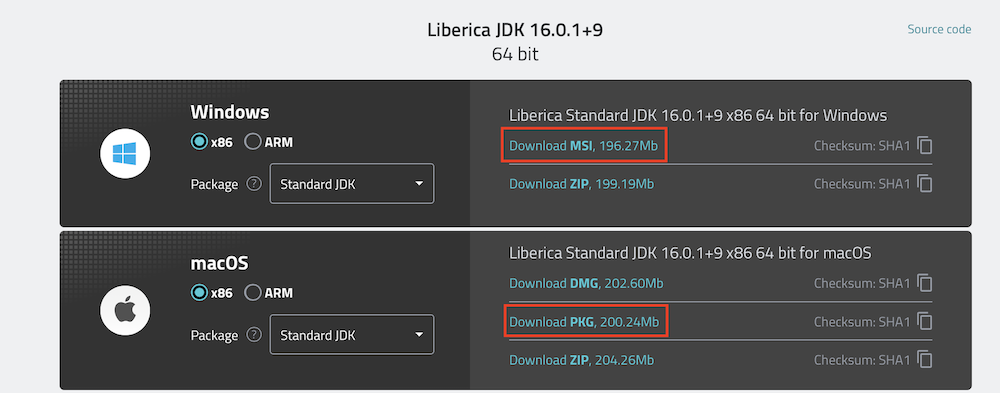 Liberica JDK 16.0.1+9
64 bit
Source code
Windows
x86 ARM
Package ? Standard JDK
Liberica Standard JDK 16.0.1+9 x86 64 bit for Windows
Download MSI, 196.27Mb Checksum: SHA1
Download ZIP, 199.19Mb Checksum: SHA1
macOS
x86 ARM
Package ? Standard JDK
Liberica Standard JDK 16.0.1+9 x86 64 bit for macOS
Download DMG, 202.60Mb Checksum: SHA1
Download PKG, 200.24Mb Checksum: SHA1
Download ZIP, 204.26Mb Checksum: SHA1